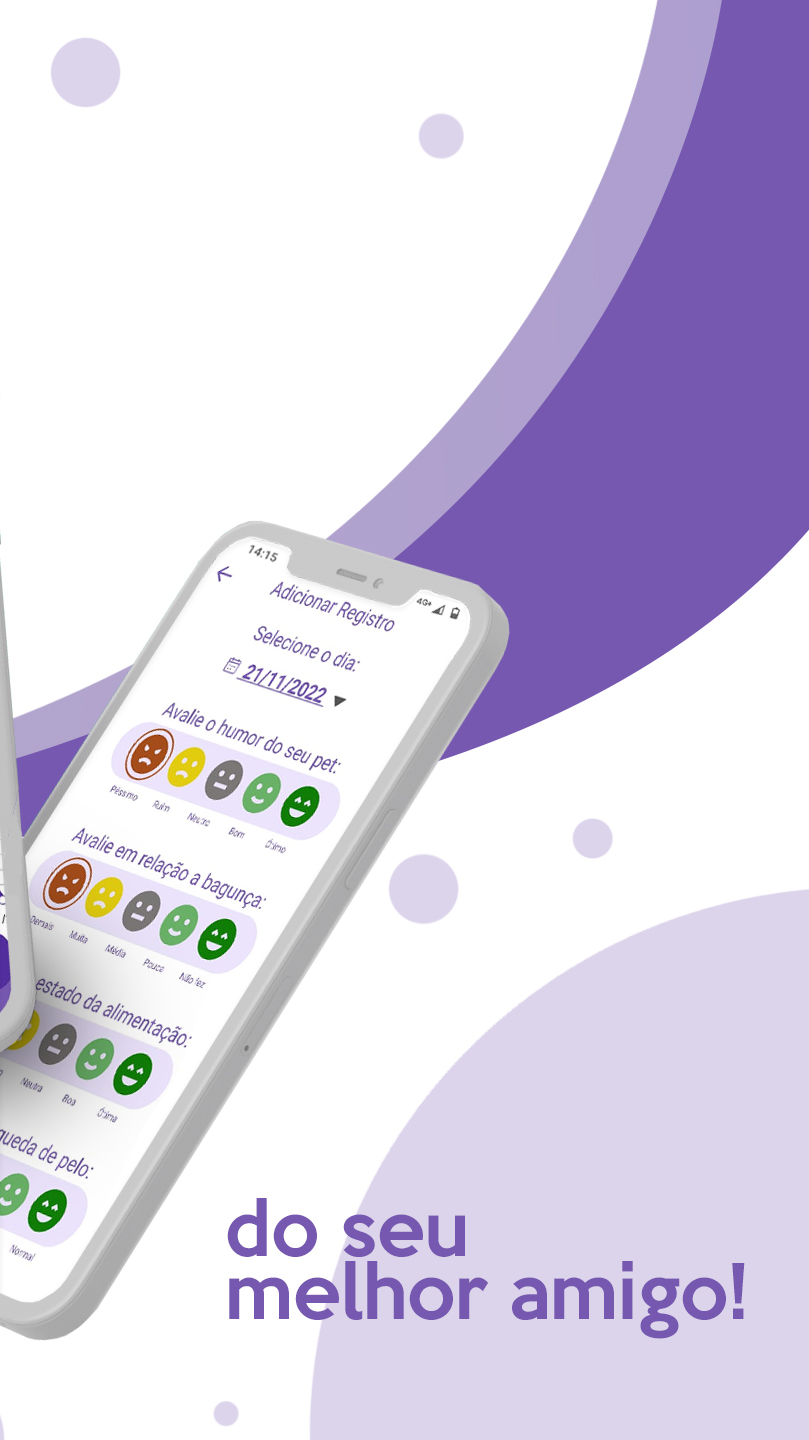 14:15
4G+
Adicionar Registro
Selecione o dia:
21/11/2022
Avalie o humor do seu pet:
Péssimo Ruim Neutro Bom Ótimo
Avalie em relação a bagunça:
Demais Muita Média Pouca Não fez
estado da alimentação:
Neutra Boa Ótima
queda de pelo:
Normal
do seu
melhor amigo!